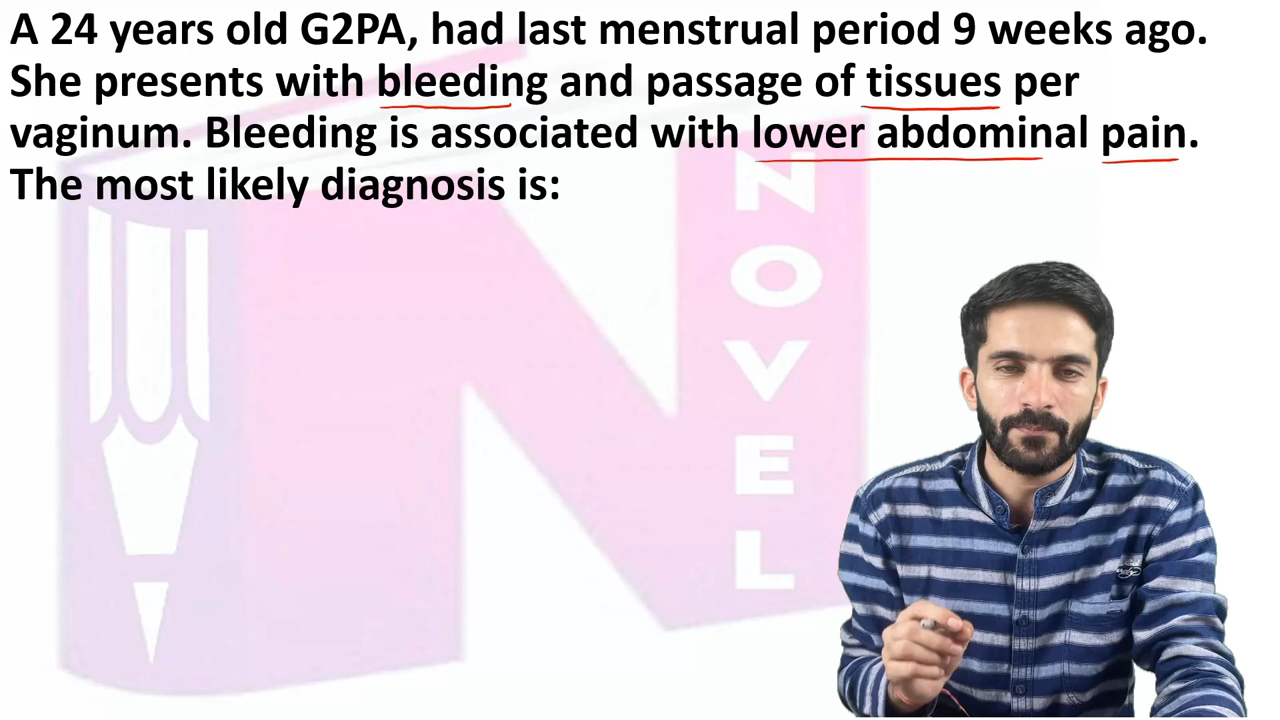 A 24 years old G2PA, had last menstrual period 9 weeks ago.
She presents with bleeding and passage of tissues per
vaginum. Bleeding is associated with lower abdominal pain.
The most likely diagnosis is:
NOVEL